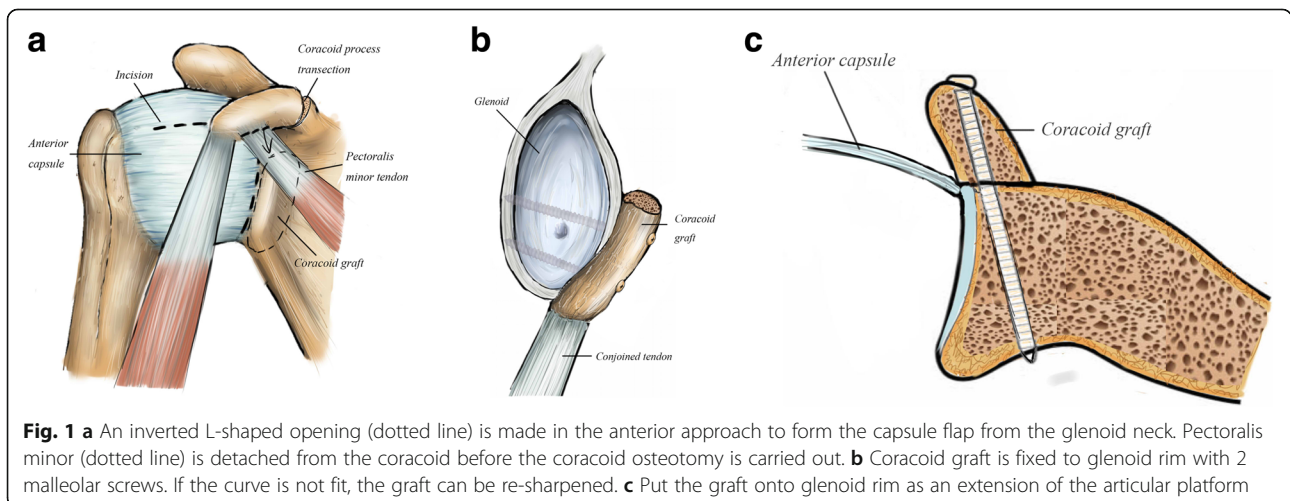 a
Coracoid process
transection
Incision
Anterior
capsule
Pectoralis
minor tendon
Coracoid graft
b
Glenoid
Coracoid
graft
Conjoined tendon
c
Anterior capsule
Coracoid graft
Fig. 1 a An inverted L-shaped opening (dotted line) is made in the anterior approach to form the capsule flap from the glenoid neck. Pectoralis
minor (dotted line) is detached from the coracoid before the coracoid osteotomy is carried out. b Coracoid graft is fixed to glenoid rim with 2
malleolar screws. If the curve is not fit, the graft can be re-sharpened. c Put the graft onto glenoid rim as an extension of the articular platform